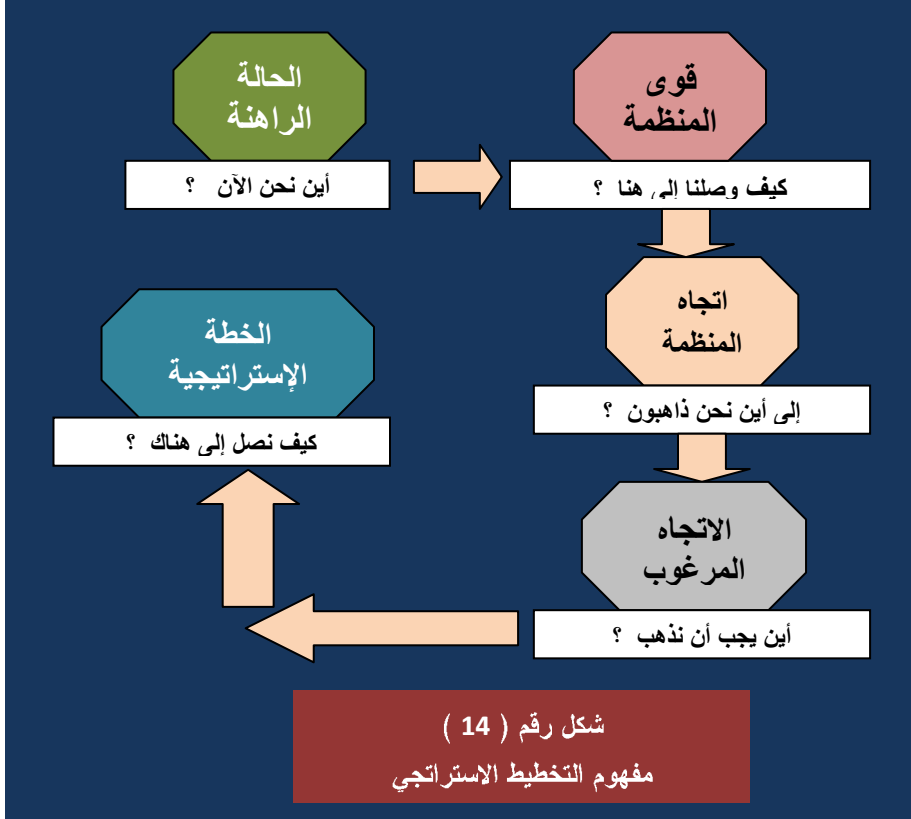 الحالة
الراهنة
أين نحن الآن ؟
قوى
المنظمة
كيف وصلنا إلى هنا ؟
اتجاه
المنظمة
إلى أين نحن ذاهبون ؟
الاتجاه
المرغوب
أين يجب أن نذهب ؟
الخطة
الإستراتيجية
كيف نصل إلى هناك ؟
شكل رقم ( 14 )
مفهوم التخطيط الاستراتجي